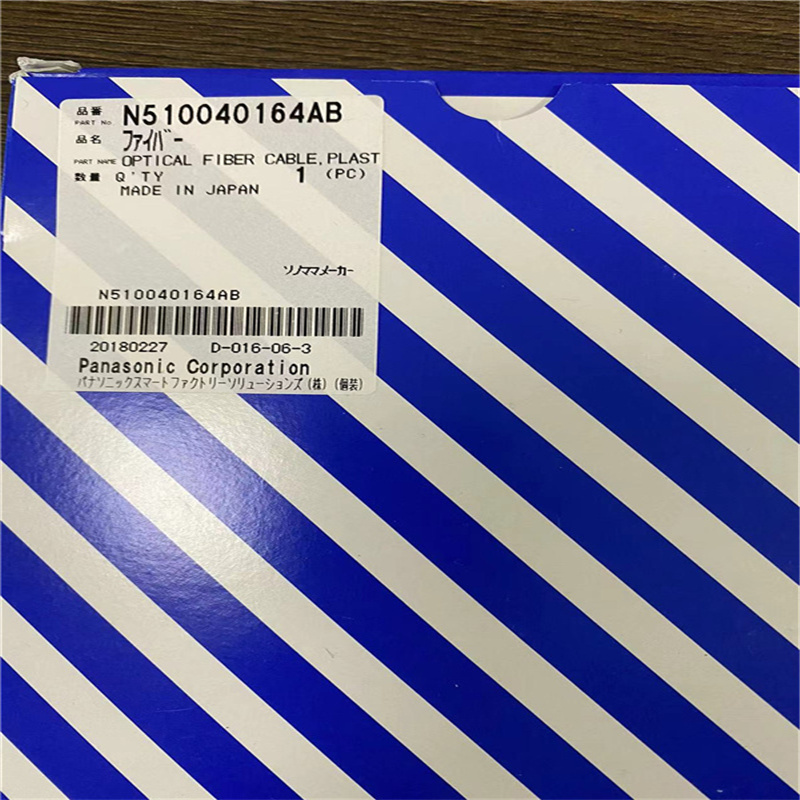 品番 N510040164AB
PART No.
品名 ファイバー
PART NAME OPTICAL FIBER CABLE,PLAST
数量 Q'TY 1 (PC)
MADE IN JAPAN
ソノママメーカー
N510040164AB
20180227 D-016-06-3
Panasonic Corporation
パナソニックスマートファクトリーソリューションズ(株)(個装)